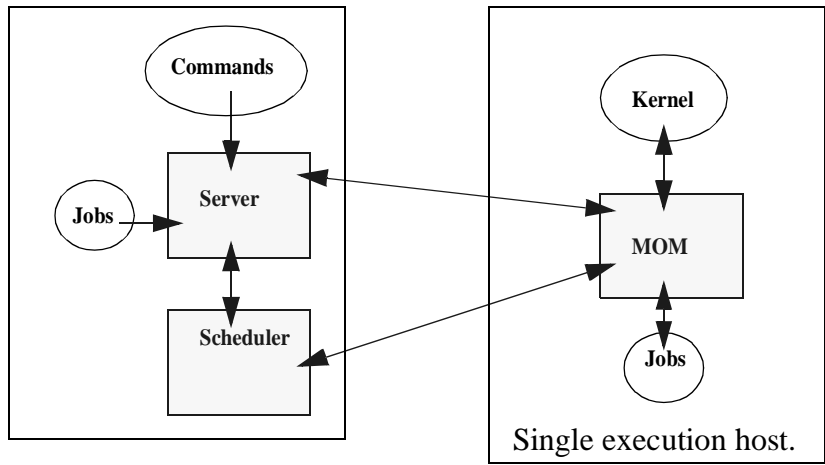 Commands
Jobs
Server
Scheduler
Kernel
MOM
Jobs
Single execution host.